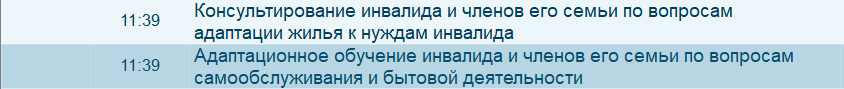 11:39 Консультирование инвалида и членов его семьи по вопросам
адаптации жилья к нуждам инвалида
11:39 Адаптационное обучение инвалида и членов его семьи по вопросам
самообслуживания и бытовой деятельности